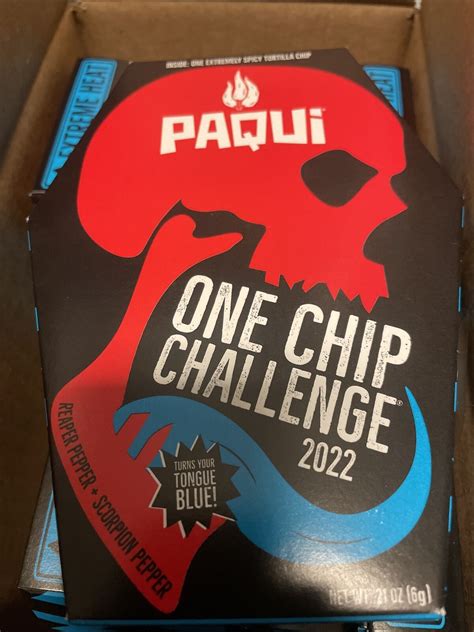 INSIDE: ONE EXTREMELY SPICY TORTILLA CHIP
EXTREME HEAT
PAQUI
ONE CHIP
CHALLENGE®
2022
TURNS YOUR
TONGUE
BLUE!
REAPER PEPPER + SCORPION PEPPER
NET WT. .21 OZ (6g)